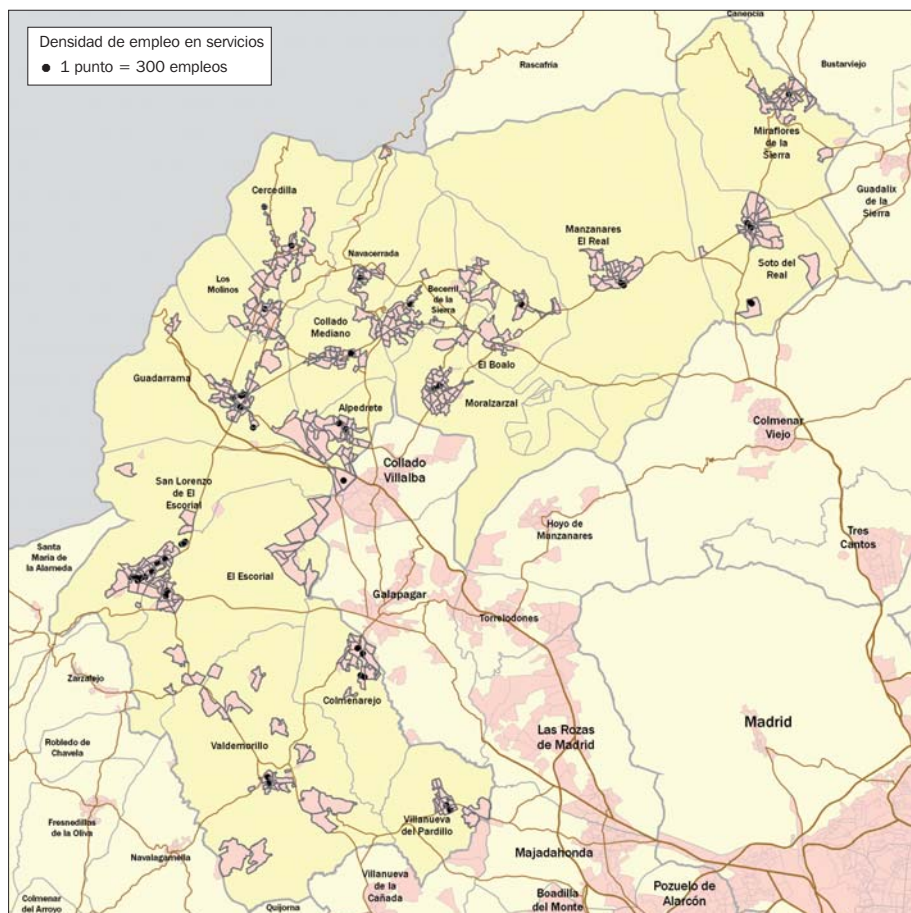 Densidad de empleo en servicios
1 punto = 300 empleos
Canencia
Rascafría
Bustarviejo
Miraflores
de la
Sierra
Guadalix
de la
Sierra
Cercedilla
Manzanares
El Real
Navacerrada
Soto del
Real
Los
Molinos
Becerril
de la
Sierra
Collado
Mediano
El Boalo
Guadarrama
Moralzarzal
Alpedrete
Colmenar
Viejo
Collado
Villalba
San Lorenzo
de El
Escorial
Hoyo de
Manzanares
Tres
Cantos
Santa
María de
la Alameda
El Escorial
Galapagar
Torrelodones
Zarzalejo
Colmenarejo
Madrid
Las Rozas
de Madrid
Robledo de
Chavela
Valdemorillo
Fresnedillas
de la Oliva
Villanueva
del Pardillo
Navalagamella
Majadahonda
Villanueva
de la
Cañada
Pozuelo de
Alarcón
Boadilla
del Monte
Colmenar
del Arroyo
Quijorna